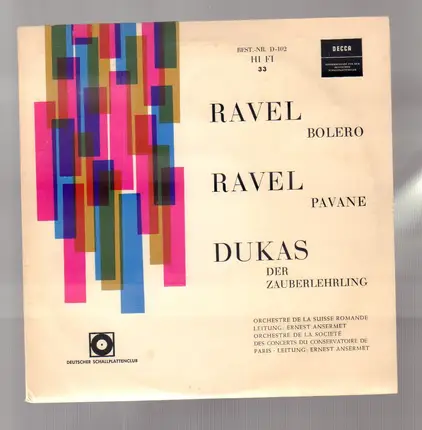 BEST.-NR. D-102
HI FI
33
DECCA
RAVEL
BOLERO
RAVEL
PAVANE
DUKAS
DER
ZAUBERLEHRLING
ORCHESTRE DE LA SUISSE ROMANDE
LEITUNG: ERNEST ANSERMET
ORCHESTRE DE LA SOCIÉTÉ
DES CONCERTS DU CONSERVATOIRE DE
PARIS · LEITUNG: ERNEST ANSERMET
DEUTSCHER SCHALLPLATTENCLUB